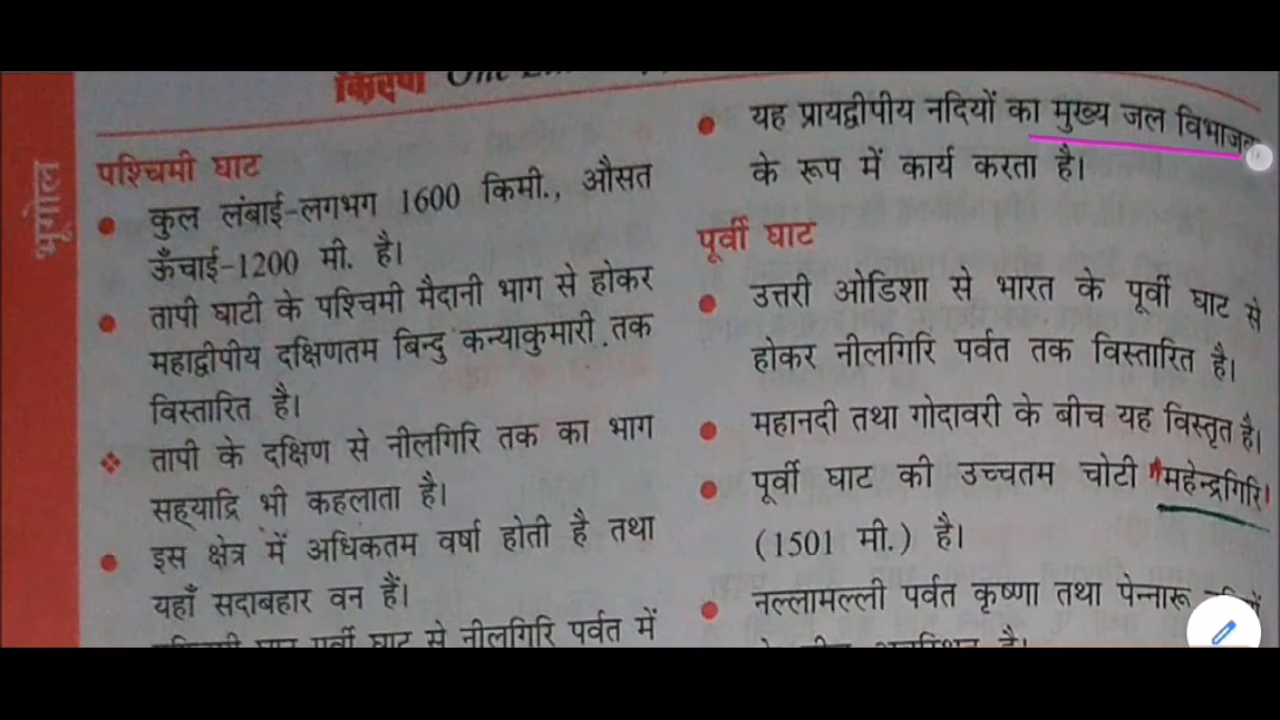 भूगोल
किरण One
पश्चिमी घाट
● कुल लंबाई-लगभग 1600 किमी., औसत
ऊँचाई-1200 मी. है।
● तापी घाटी के पश्चिमी मैदानी भाग से होकर
महाद्वीपीय दक्षिणतम बिन्दु कन्याकुमारी तक
विस्तारित है।
❖ तापी के दक्षिण से नीलगिरि तक का भाग
सह्याद्रि भी कहलाता है।
● इस क्षेत्र में अधिकतम वर्षा होती है तथा
यहाँ सदाबहार वन हैं।
पश्चिमी घाट पूर्वी घाट से नीलगिरि पर्वत में
● यह प्रायद्वीपीय नदियों का मुख्य जल विभाजक
के रूप में कार्य करता है।
पूर्वी घाट
● उत्तरी ओडिशा से भारत के पूर्वी घाट से
होकर नीलगिरि पर्वत तक विस्तारित है।
● महानदी तथा गोदावरी के बीच यह विस्तृत है।
● पूर्वी घाट की उच्चतम चोटी महेन्द्रगिरि
(1501 मी.) है।
● नल्लामल्ली पर्वत कृष्णा तथा पेन्नारू
के बीच अवस्थित है।